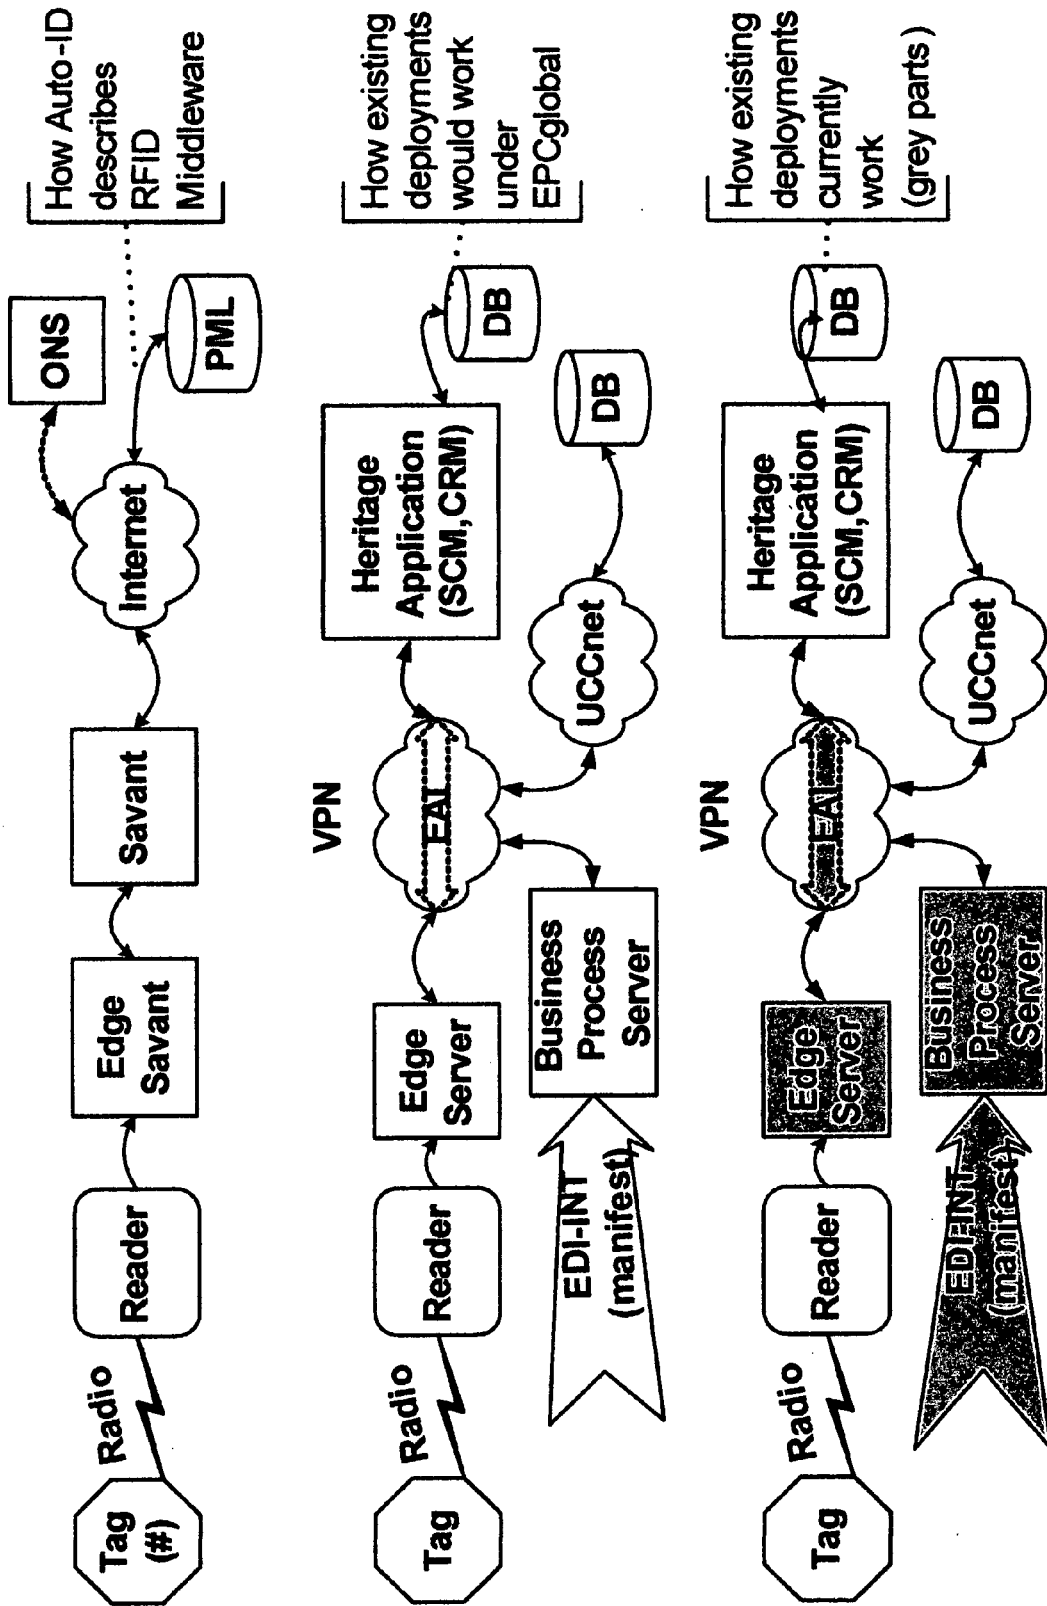 Tag
(#)
Radio
Reader
Edge
Savant
Savant
Internet
ONS
PML
How Auto-ID
describes
RFID
Middleware
Tag
Radio
Reader
Edge
Server
VPN
EAI
Heritage
Application
(SCM,CRM)
DB
EDI-INT
(manifest)
Business
Process
Server
UCCnet
DB
How existing
deployments
would work
under
EPCglobal
Tag
Radio
Reader
Edge
Server
VPN
EAI
Heritage
Application
(SCM,CRM)
DB
EDI-INT
(manifest)
Business
Process
Server
UCCnet
DB
How existing
deployments
currently
work
(grey parts)